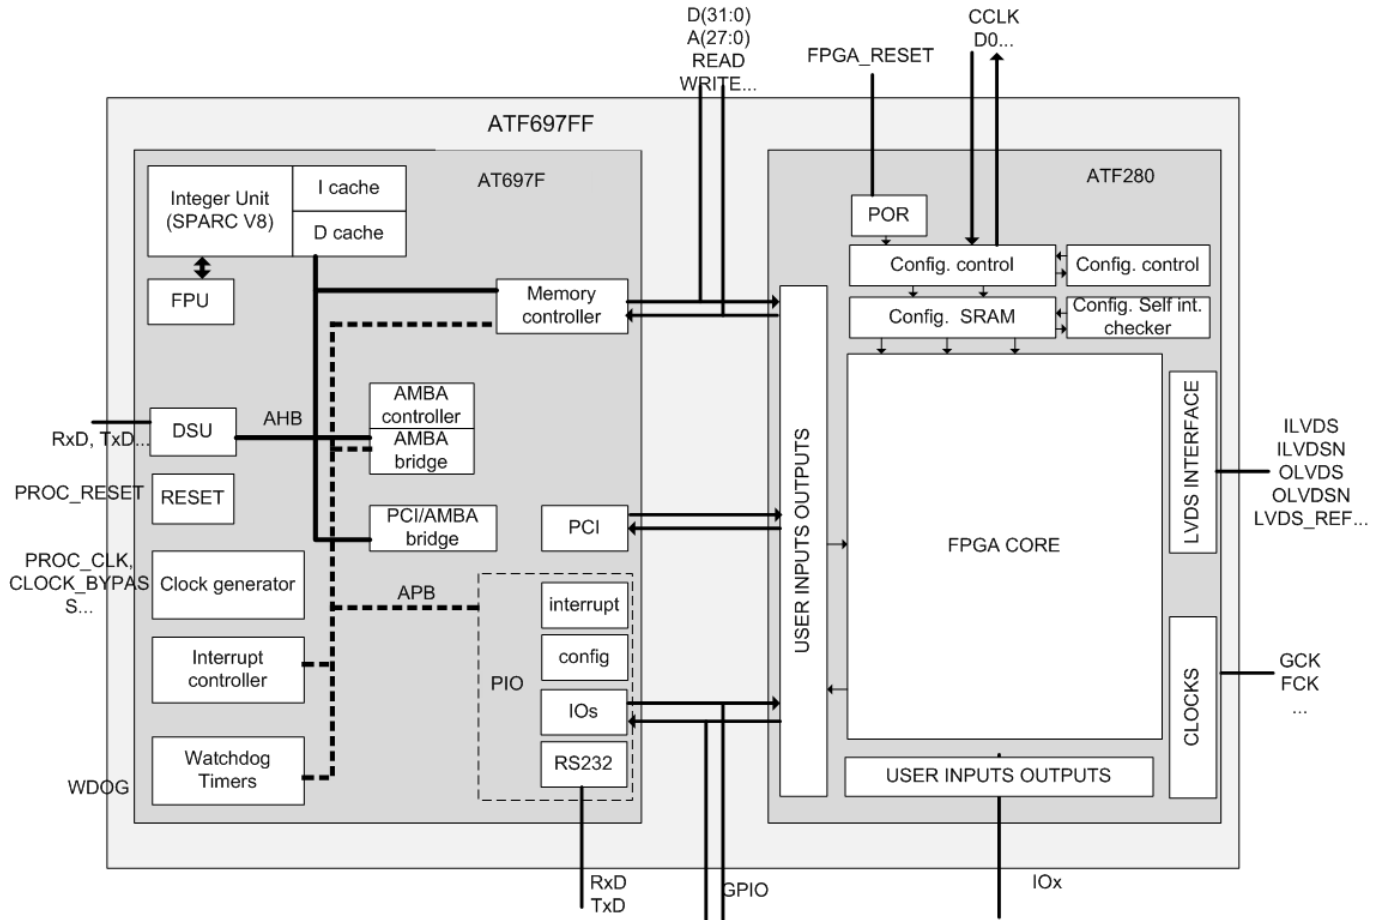 D(31:0)
A(27:0)
READ
WRITE...
FPGA_RESET
CCLK
D0...
ATF697FF
AT697F
Integer Unit
(SPARC V8)
I cache
D cache
FPU
Memory
controller
AMBA
controller
AMBA
bridge
AHB
DSU
RxD, TxD...
PROC_RESET
RESET
PCI/AMBA
bridge
PCI
PROC_CLK,
CLOCK_BYPAS
S...
Clock generator
APB
interrupt
config
PIO
IOs
RS232
Interrupt
controller
WDOG
Watchdog
Timers
RxD
TxD
GPIO
ATF280
POR
Config. control
Config. control
Config. SRAM
Config. Self int.
checker
USER INPUTS OUTPUTS
FPGA CORE
LVDS INTERFACE
ILVDS
ILVDSN
OLVDS
OLVDSN
LVDS_REF...
CLOCKS
GCK
FCK
...
USER INPUTS OUTPUTS
IOx